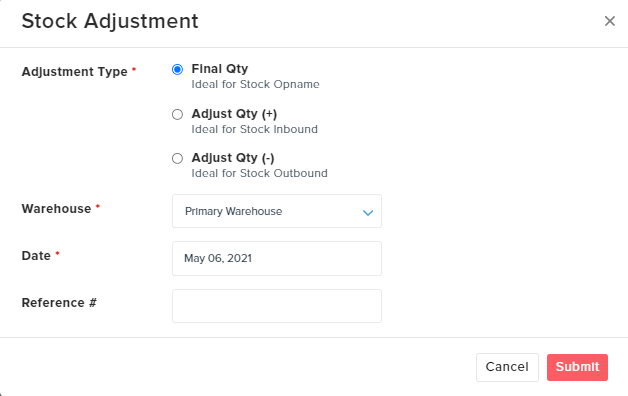 Stock Adjustment ×
Adjustment Type *
Final Qty
Ideal for Stock Opname
Adjust Qty (+)
Ideal for Stock Inbound
Adjust Qty (-)
Ideal for Stock Outbound
Warehouse *
Primary Warehouse
Date *
May 06, 2021
Reference #
Cancel
Submit